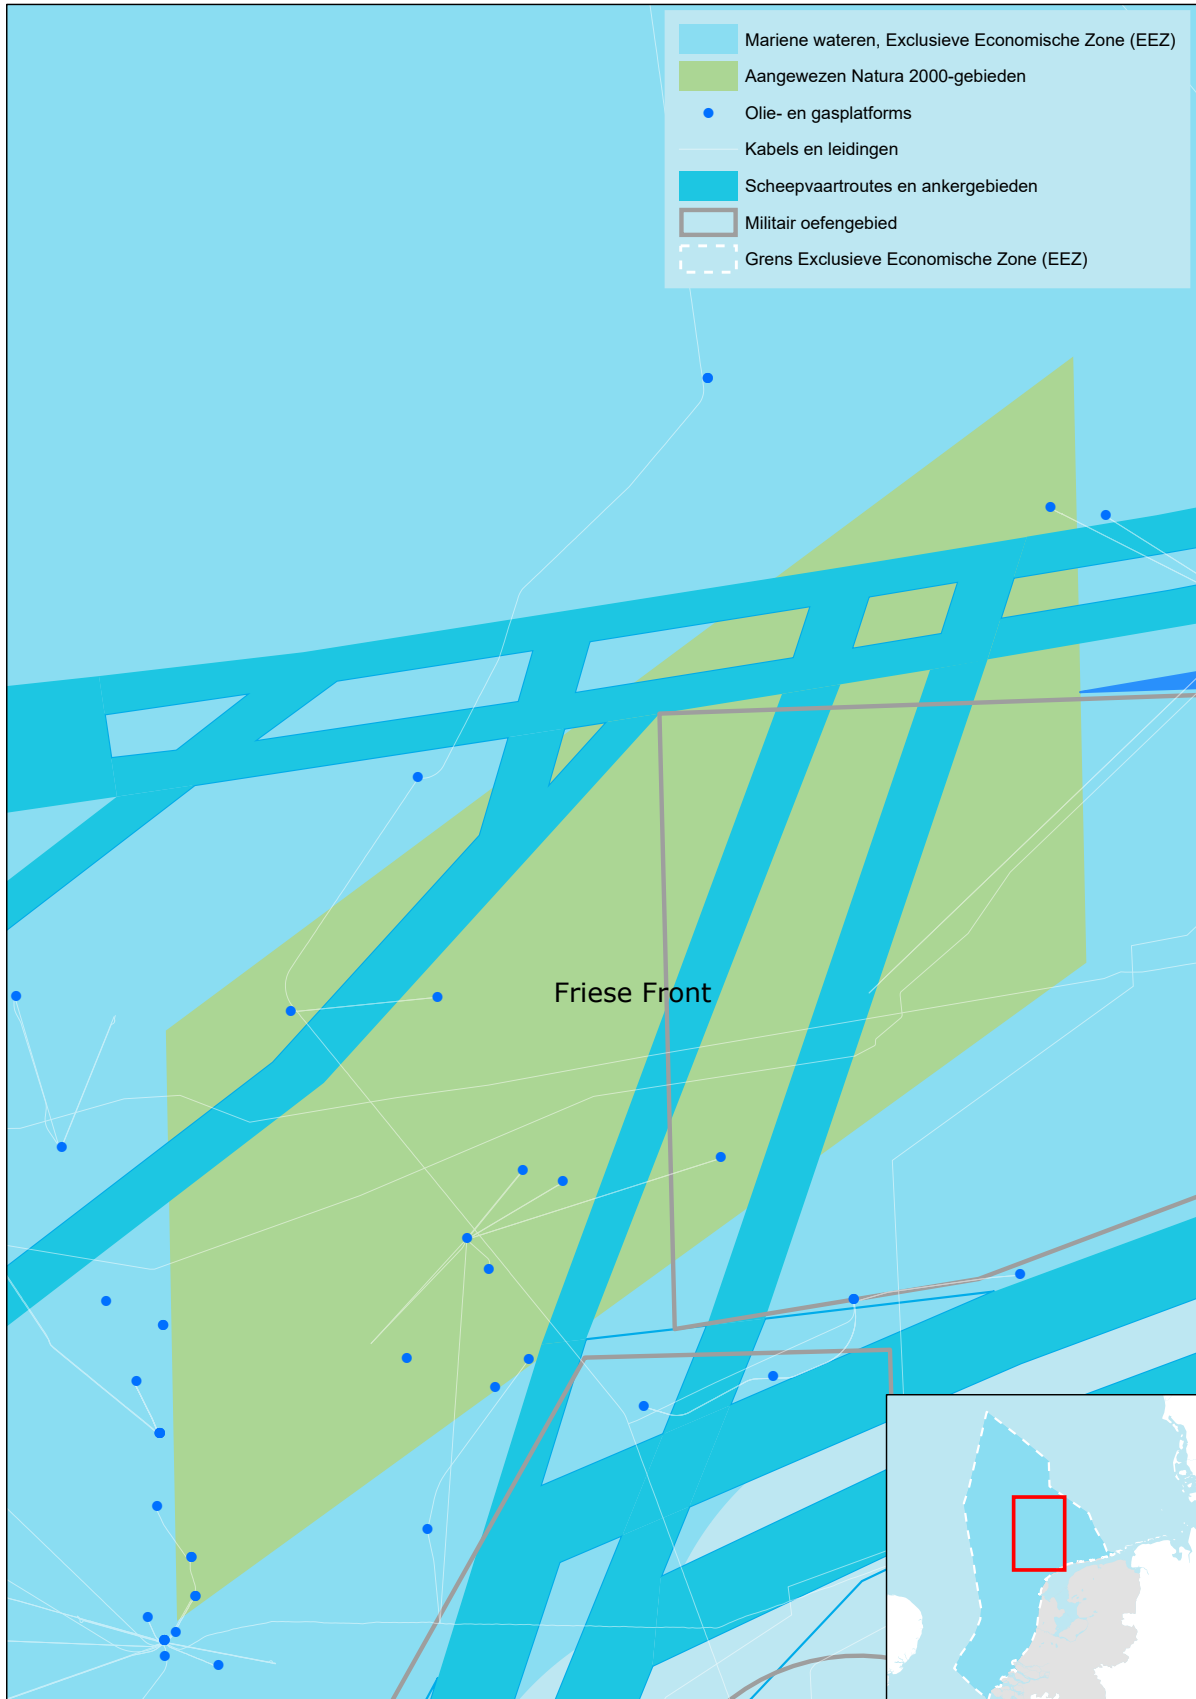 Mariene wateren, Exclusieve Economische Zone (EEZ)
Aangewezen Natura 2000-gebieden
Olie- en gasplatforms
Kabels en leidingen
Scheepvaartroutes en ankergebieden
Militair oefengebied
Grens Exclusieve Economische Zone (EEZ)
Friese Front